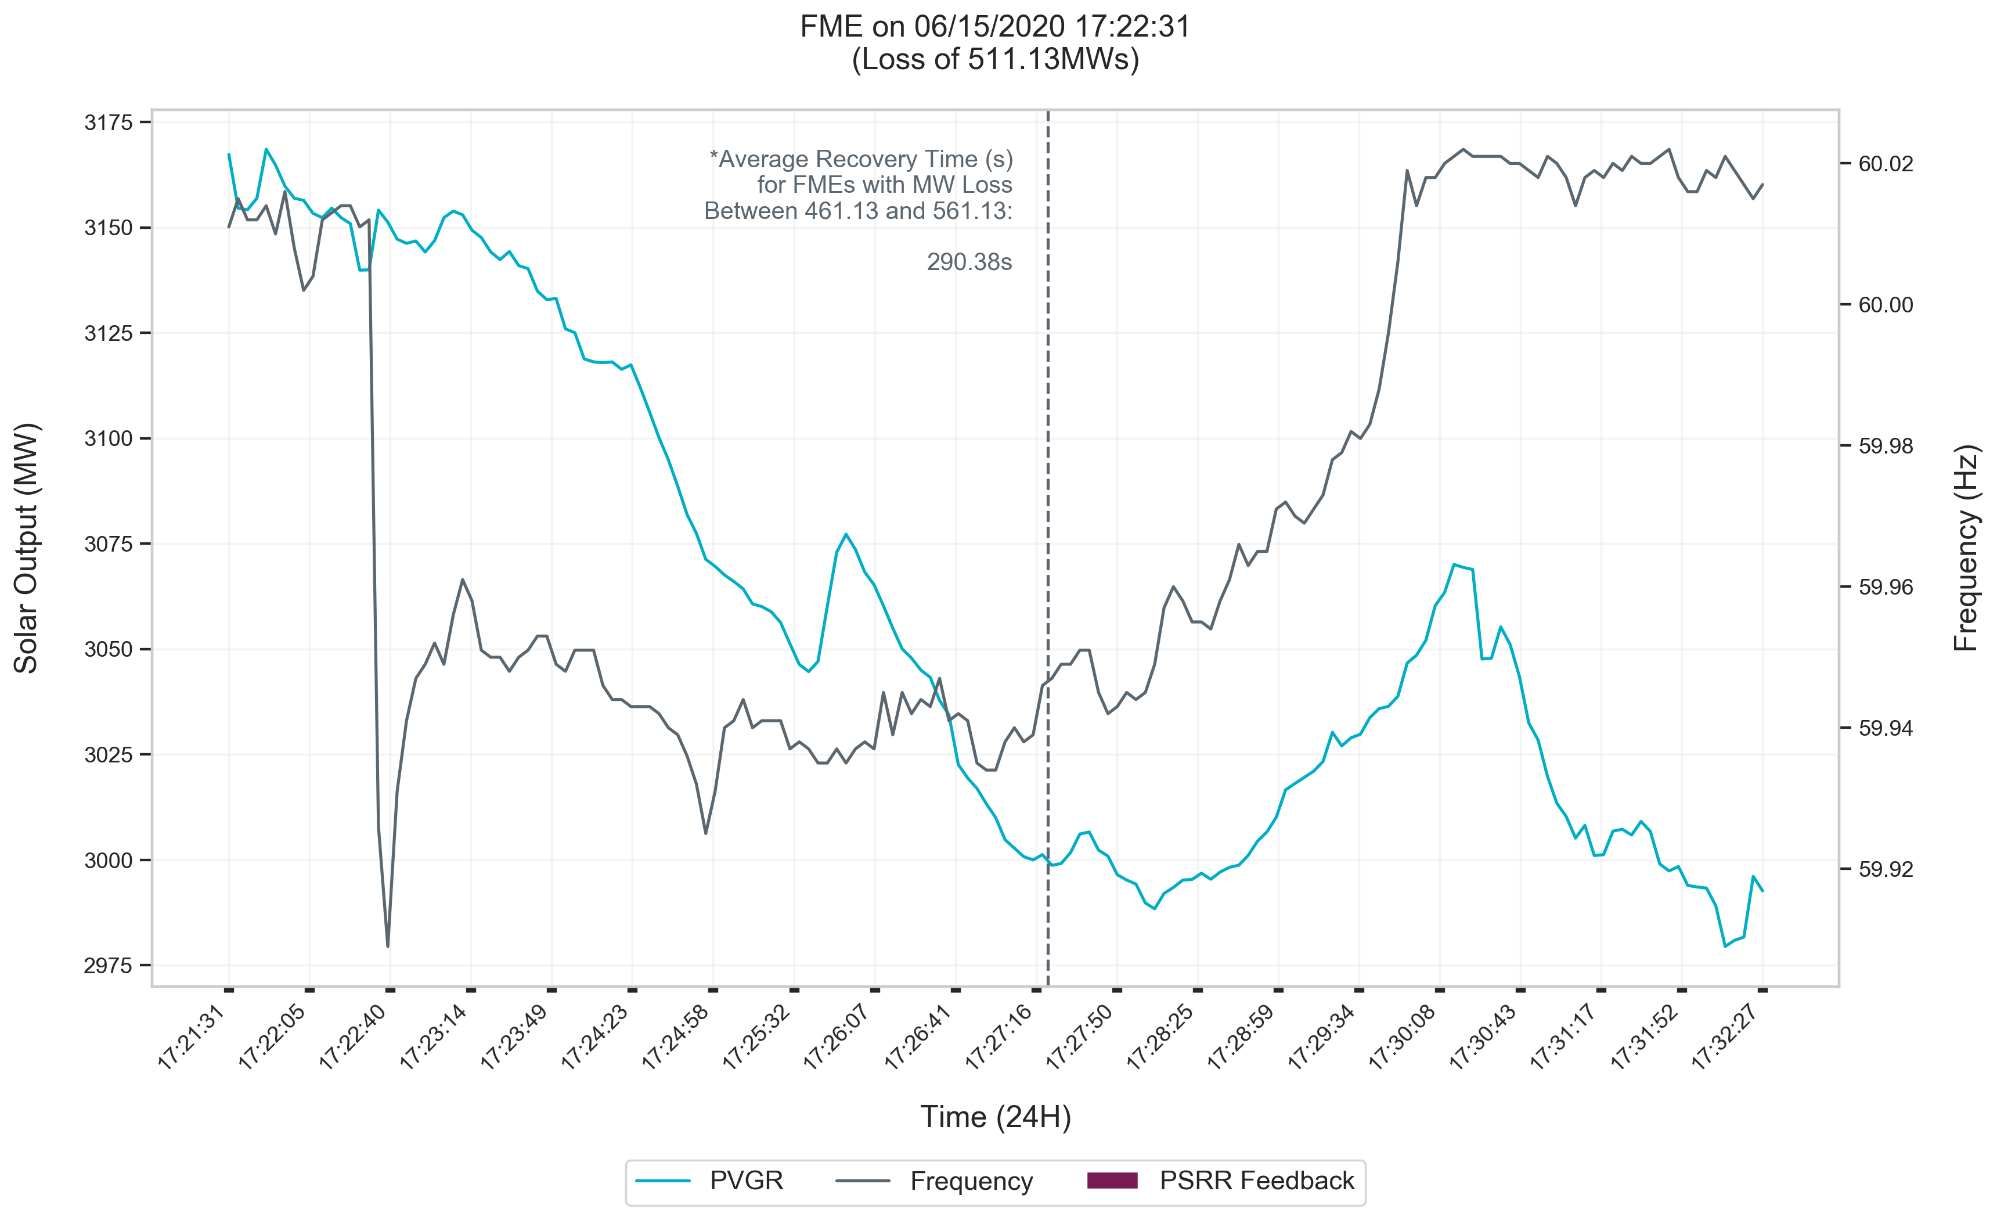 FME on 06/15/2020 17:22:31
(Loss of 511.13MWs)
*Average Recovery Time (s)
for FMEs with MW Loss
Between 461.13 and 561.13:
290.38s
Solar Output (MW)
3175
3150
3125
3100
3075
3050
3025
3000
2975
60.02
60.00
59.98
59.96
59.94
59.92
Frequency (Hz)
17:21:31
17:22:05
17:22:40
17:23:14
17:23:49
17:24:23
17:24:58
17:25:32
17:26:07
17:26:41
17:27:16
17:27:50
17:28:25
17:28:59
17:29:34
17:30:08
17:30:43
17:31:17
17:31:52
17:32:27
Time (24H)
PVGR
Frequency
PSRR Feedback